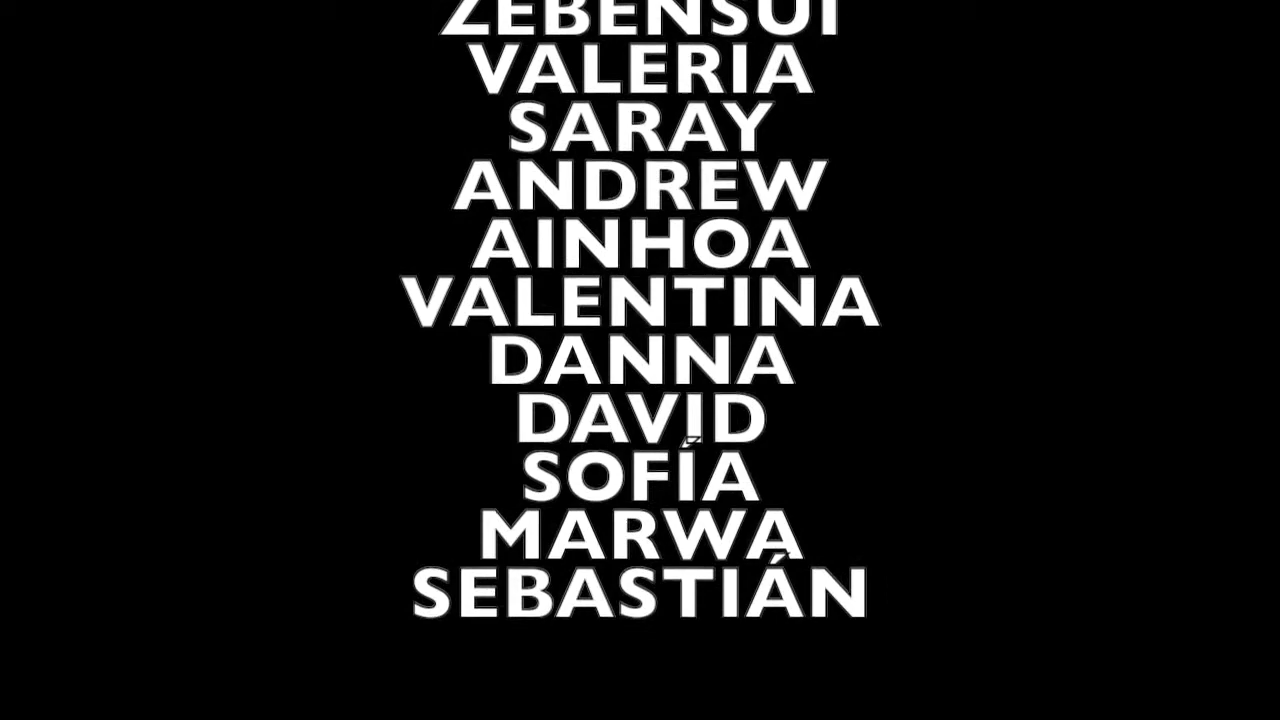 ZEBENSUI
VALERIA
SARAY
ANDREW
AINHOA
VALENTINA
DANNA
DAVID
SOFÍA
MARWA
SEBASTIÁN